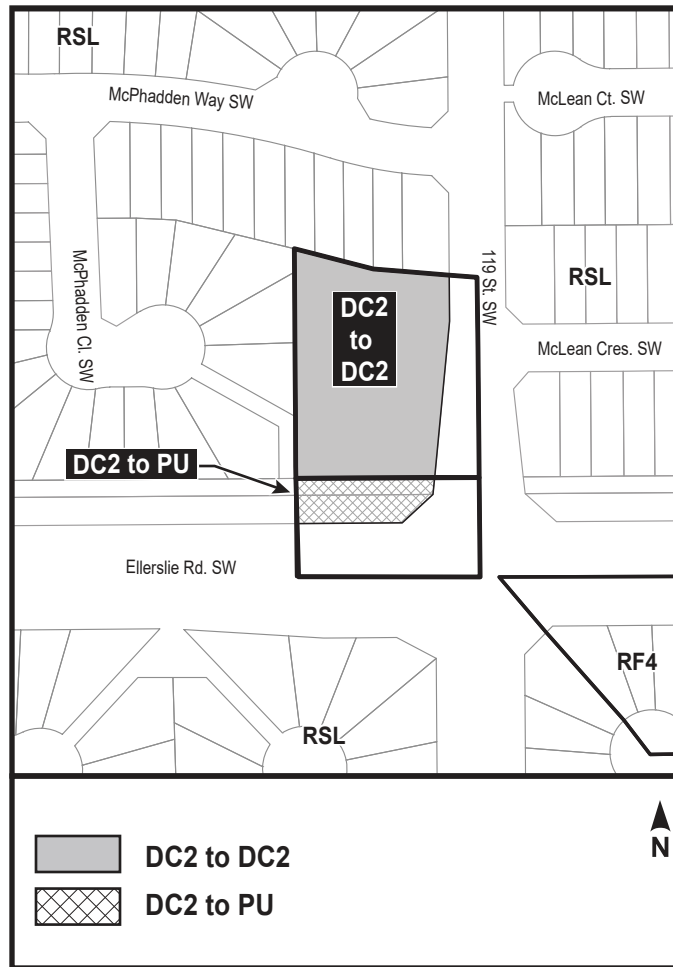 RSL
McPhadden Way SW
McLean Ct. SW
McPhadden Cl. SW
119 St. SW
RSL
DC2
to
DC2
McLean Cres. SW
DC2 to PU
Ellerslie Rd. SW
RF4
RSL
DC2 to DC2
DC2 to PU
N